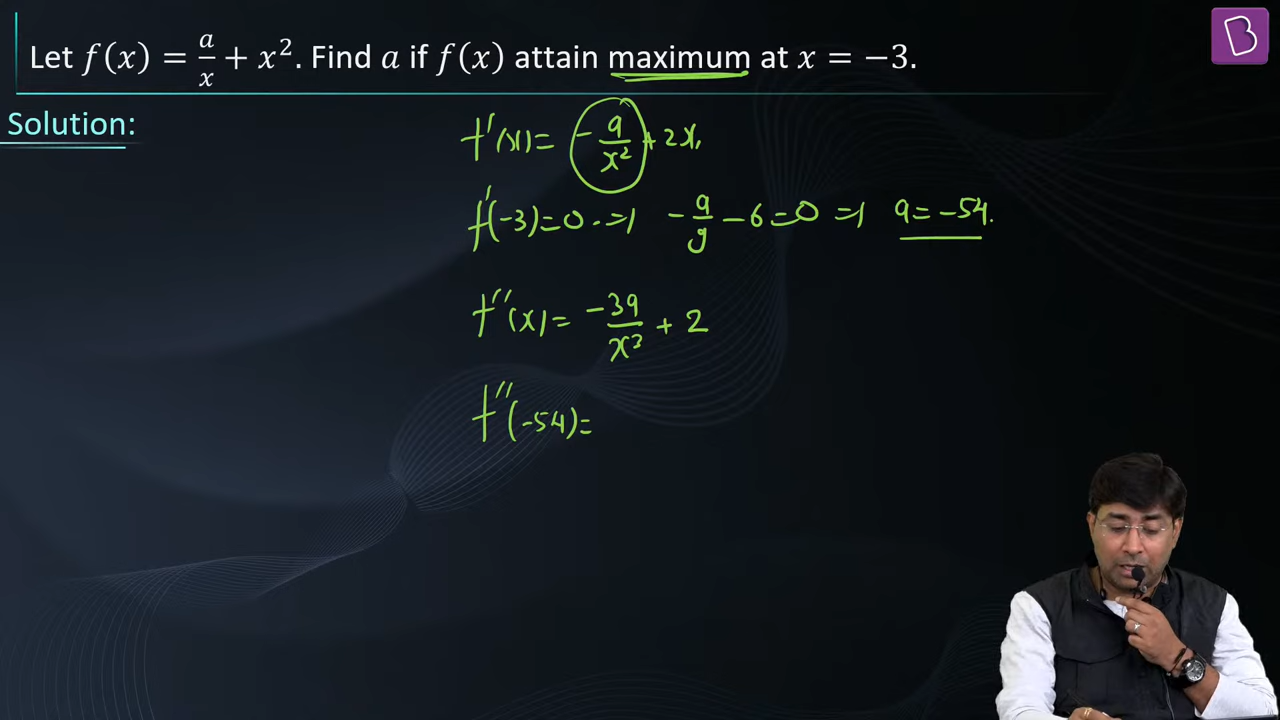 Let f(x) = a/x + x². Find a if f(x) attain maximum at x = −3.
Solution:
f'(x) = -a/x² + 2x,
f'(-3) = 0 ⇒ -a/9 - 6 = 0 ⇒ a = -54.
f''(x) = -3a/x³ + 2
f''(-54) =
B